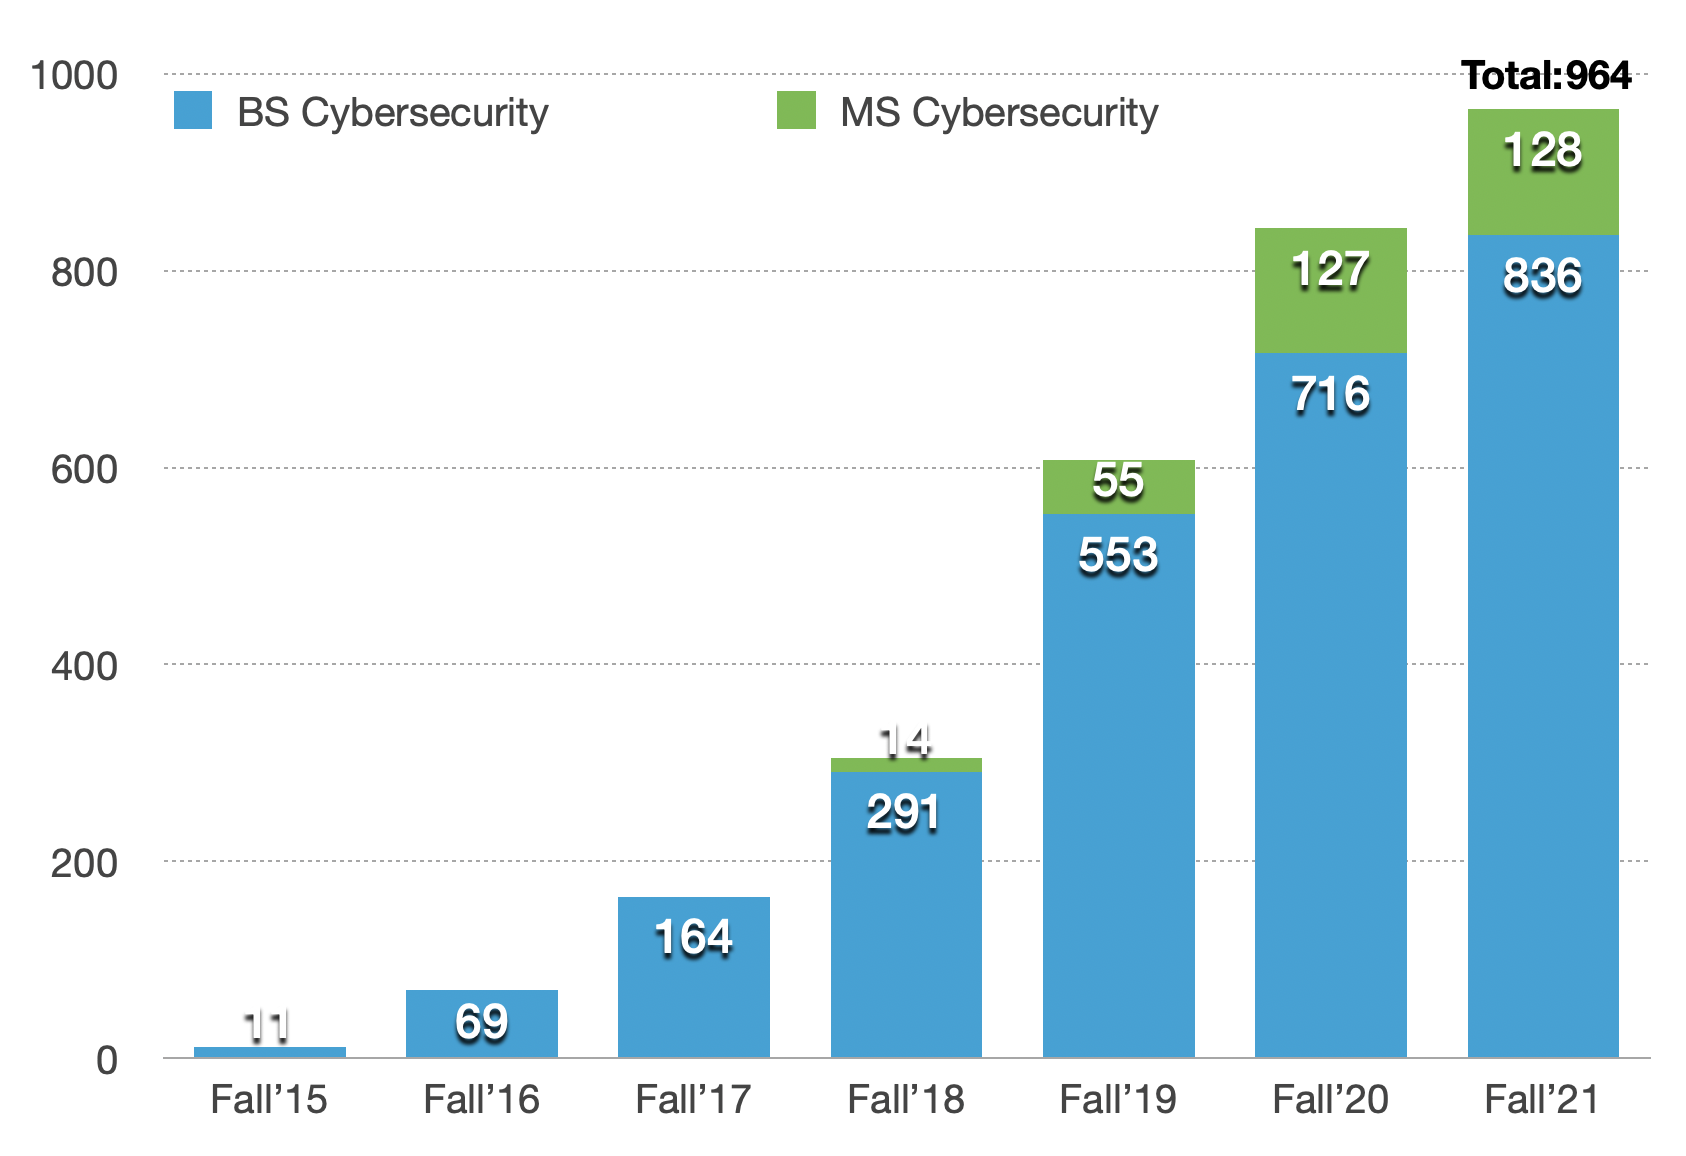 1000
Total:964
BS Cybersecurity
MS Cybersecurity
128
800
127
836
716
600
55
553
400
14
291
200
164
11
69
0
Fall’15
Fall’16
Fall’17
Fall’18
Fall’19
Fall’20
Fall’21